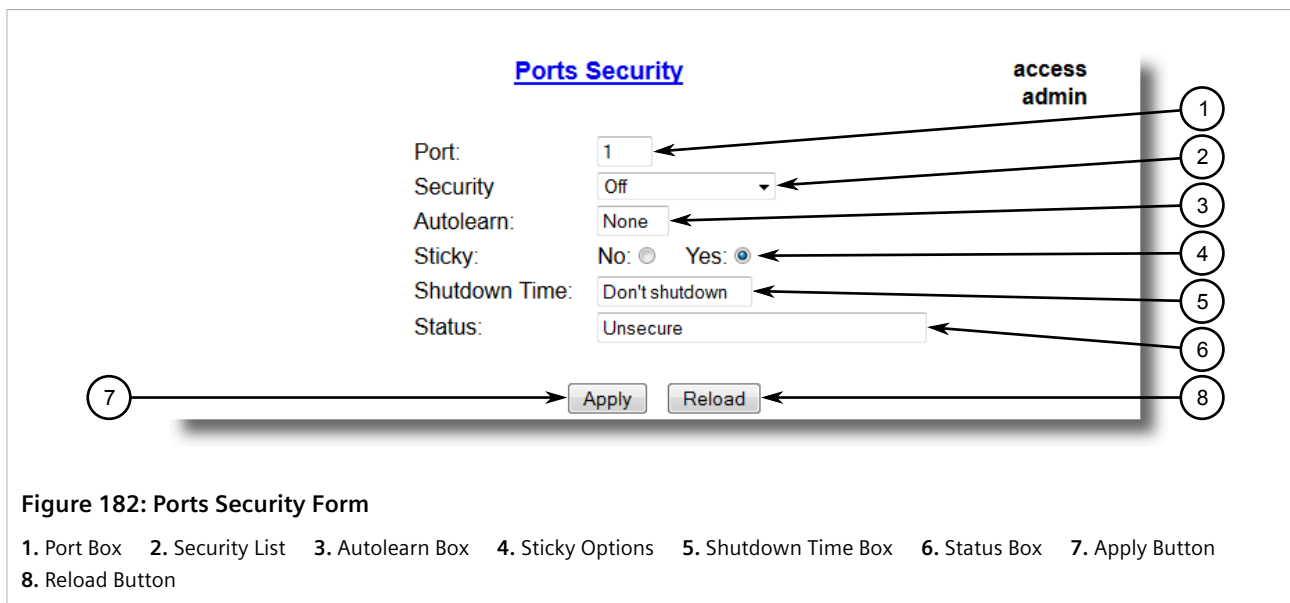 Ports Security
access
admin
1
Port: 1
2
Security Off
3
Autolearn: None
4
Sticky: No: Yes:
5
Shutdown Time: Don't shutdown
6
Status: Unsecure
7 Apply Reload 8
Figure 182: Ports Security Form
1. Port Box 2. Security List 3. Autolearn Box 4. Sticky Options 5. Shutdown Time Box 6. Status Box 7. Apply Button
8. Reload Button